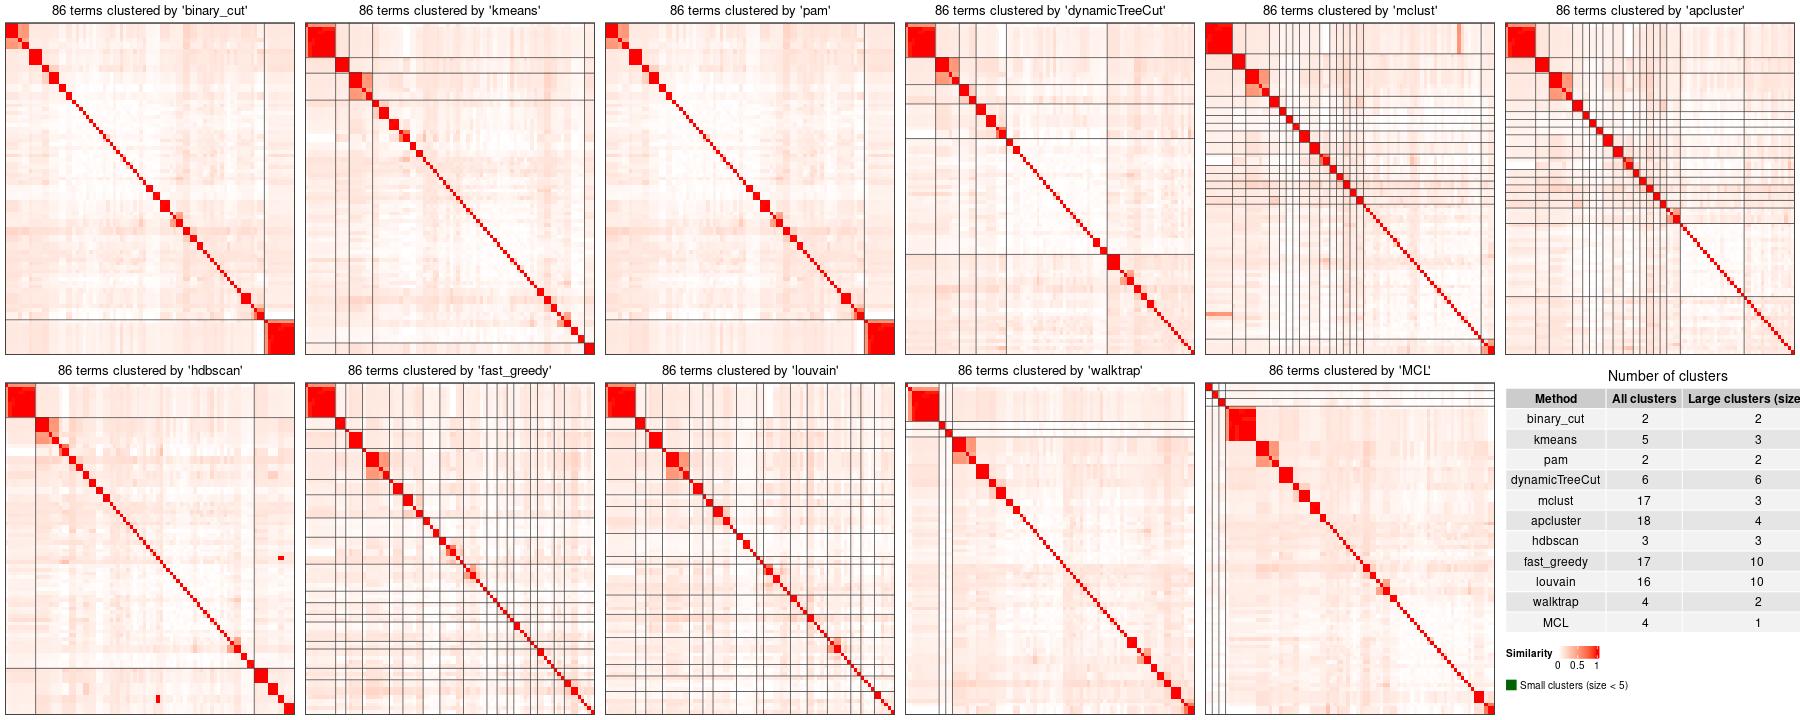 86 terms clustered by 'binary_cut'
86 terms clustered by 'kmeans'
86 terms clustered by 'pam'
86 terms clustered by 'dynamicTreeCut'
86 terms clustered by 'mclust'
86 terms clustered by 'apcluster'
86 terms clustered by 'hdbscan'
86 terms clustered by 'fast_greedy'
86 terms clustered by 'louvain'
86 terms clustered by 'walktrap'
86 terms clustered by 'MCL'
Number of clusters
Method All clusters Large clusters (size
binary_cut 2 2
kmeans 5 3
pam 2 2
dynamicTreeCut 6 6
mclust 17 3
apcluster 18 4
hdbscan 3 3
fast_greedy 17 10
louvain 16 10
walktrap 4 2
MCL 4 1
Similarity
0 0.5 1
Small clusters (size < 5)